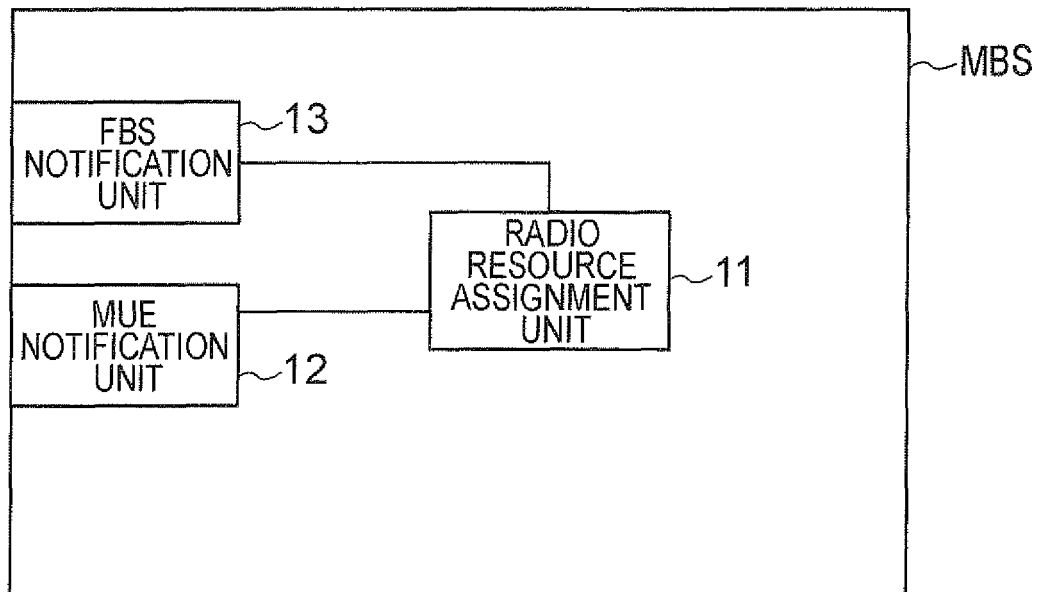 MBS
13
FBS
NOTIFICATION
UNIT
RADIO
RESOURCE
ASSIGNMENT
UNIT
11
MUE
NOTIFICATION
UNIT
12